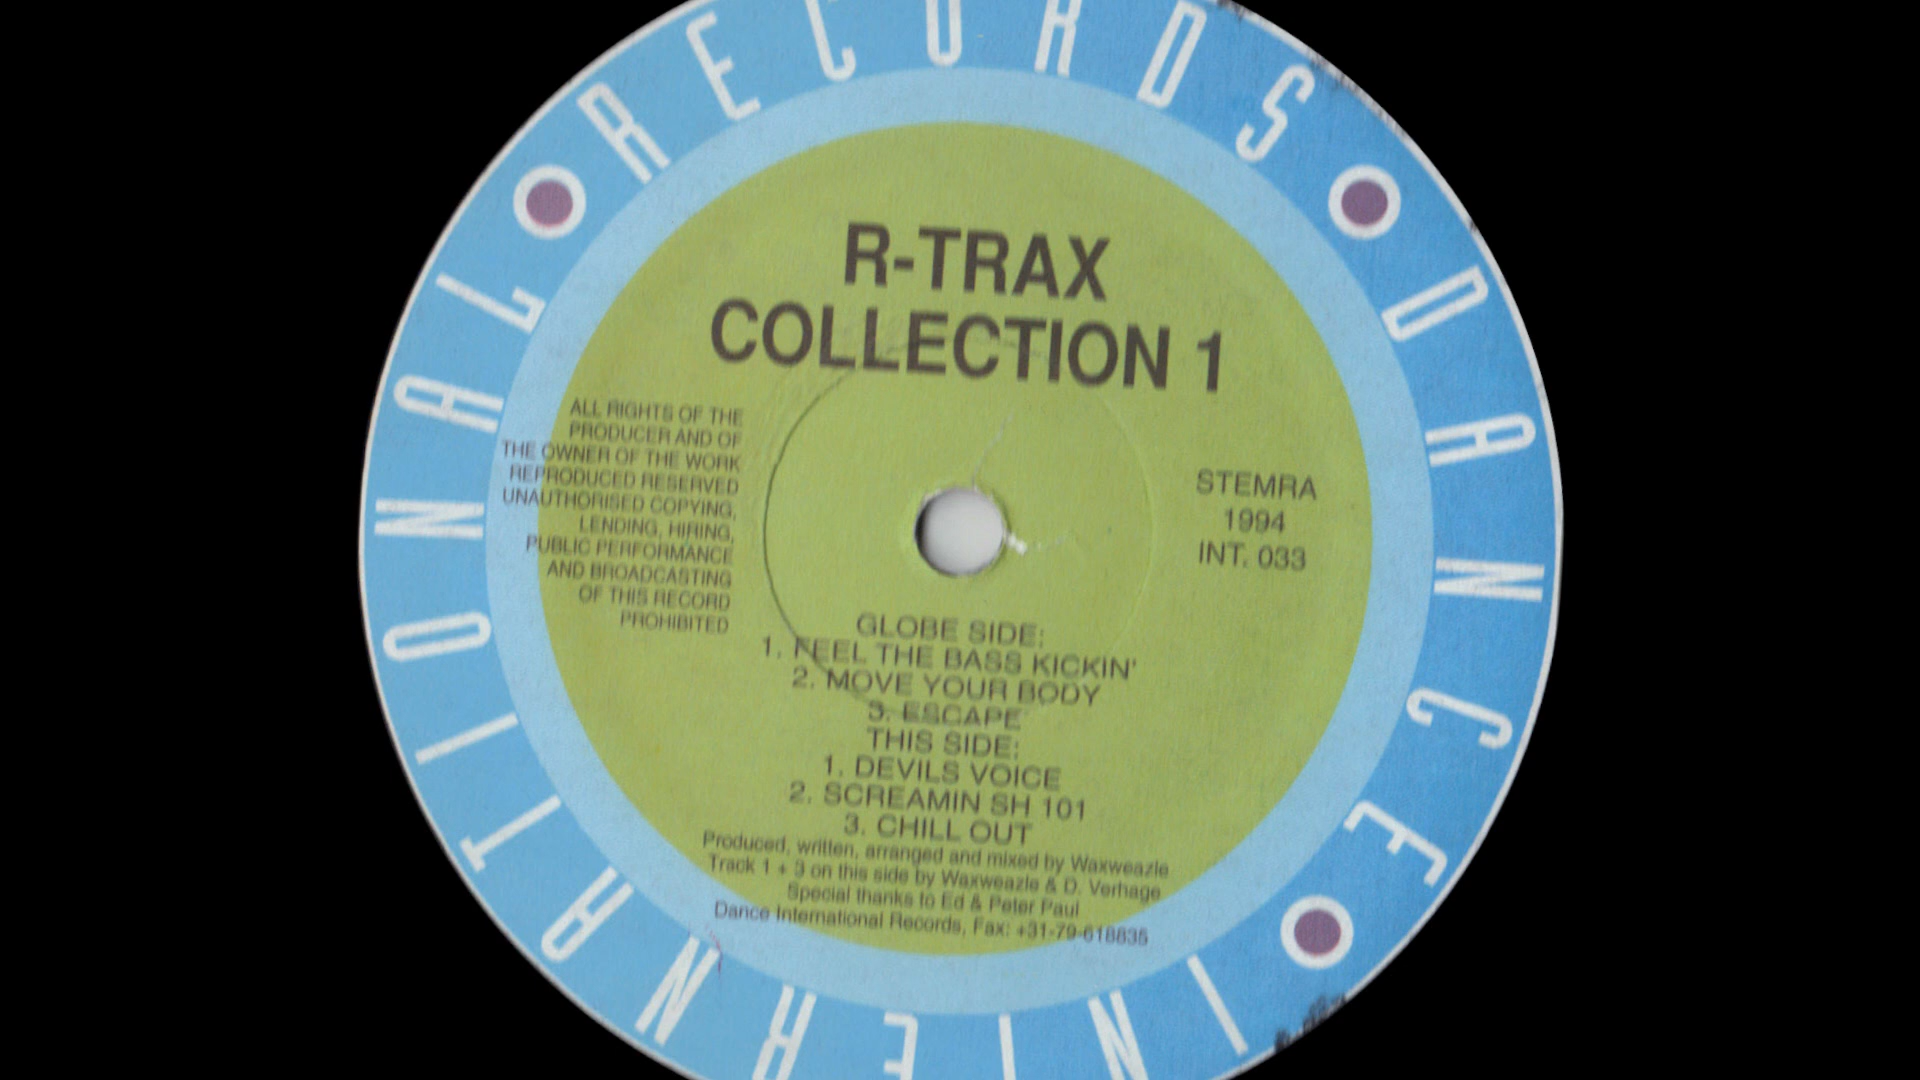 RECORDS • DANCE • INTERNATIONAL •
R-TRAX
COLLECTION 1
ALL RIGHTS OF THE
PRODUCER AND OF
THE OWNER OF THE WORK
REPRODUCED RESERVED
UNAUTHORISED COPYING,
LENDING, HIRING,
PUBLIC PERFORMANCE
AND BROADCASTING
OF THIS RECORD
PROHIBITED
STEMRA
1994
INT. 033
GLOBE SIDE:
1. FEEL THE BASS KICKIN'
2. MOVE YOUR BODY
3. ESCAPE
THIS SIDE:
1. DEVILS VOICE
2. SCREAMIN SH 101
3. CHILL OUT
Produced, written, arranged and mixed by Waxweazle
Track 1 + 3 on this side by Waxweazle & D. Verhage
Special thanks to Ed & Peter Paul
Dance International Records, Fax: +31-79-618835